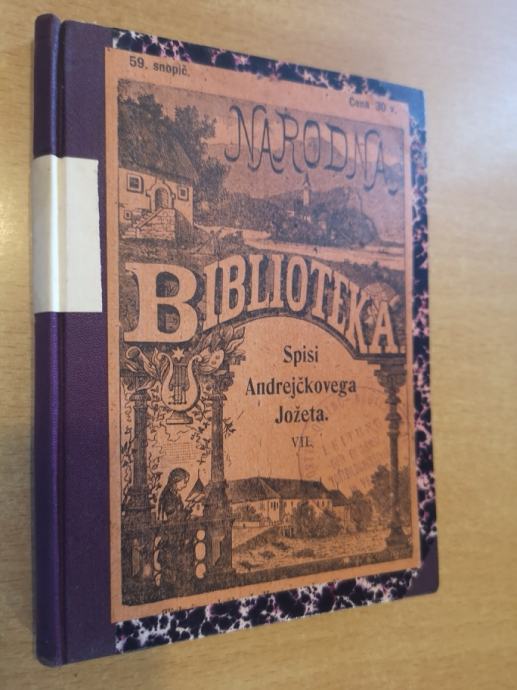 59. snopič.
Cena 30 v.
NARODNA
BIBLIOTEKA.
Spisi
Andrejčkovega
Jožeta.
VII.